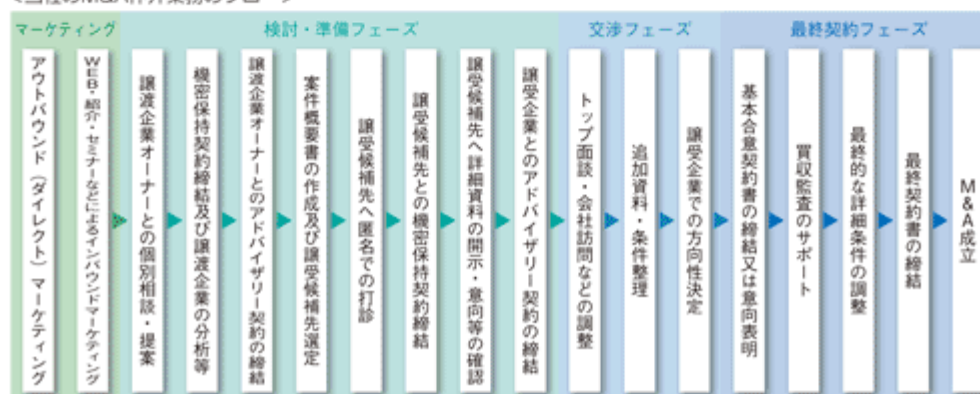 マーケティング
検討・準備フェーズ
交渉フェーズ
最終契約フェーズ
アウトバウンド（ダイレクト）マーケティング
WEB・紹介・セミナーなどによるインバウンドマーケティング
譲渡企業オーナーとの個別相談・提案
機密保持契約締結及び譲渡企業の分析等
譲渡企業オーナーとのアドバイザリー契約の締結
案件概要書の作成及び譲受候補先選定
譲受候補先へ匿名での打診
譲受候補先との機密保持契約締結
譲受候補先へ詳細資料の開示・意向等の確認
譲受企業とのアドバイザリー契約の締結
トップ面談・会社訪問などの調整
追加資料・条件整理
譲受企業での方向性決定
基本合意契約書の締結又は意向表明
買収監査のサポート
最終的な詳細条件の調整
最終契約書の締結
M&A成立